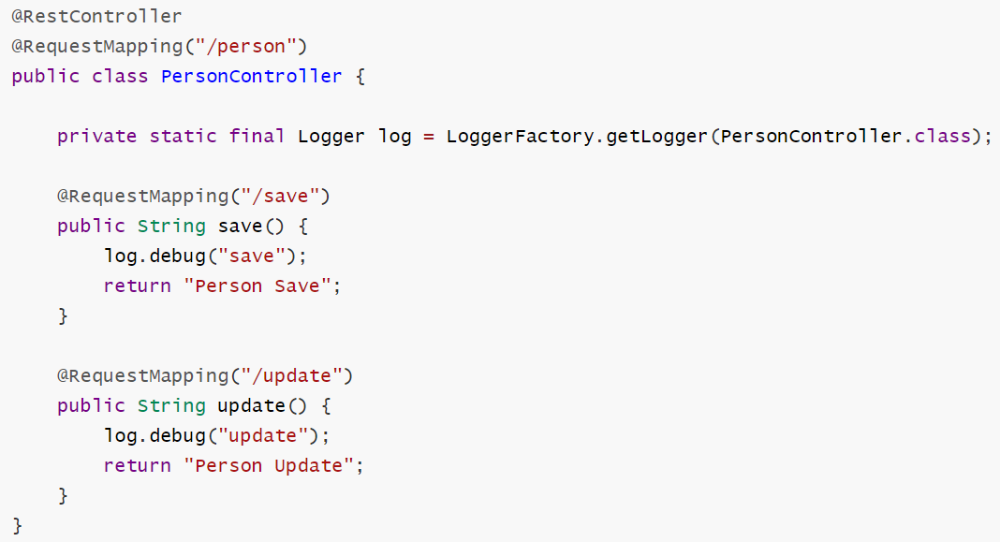 @RestController
@RequestMapping("/person")
public class PersonController {
    private static final Logger log = LoggerFactory.getLogger(PersonController.class);
    @RequestMapping("/save")
    public String save() {
        log.debug("save");
        return "Person Save";
    }
    @RequestMapping("/update")
    public String update() {
        log.debug("update");
        return "Person Update";
    }
}